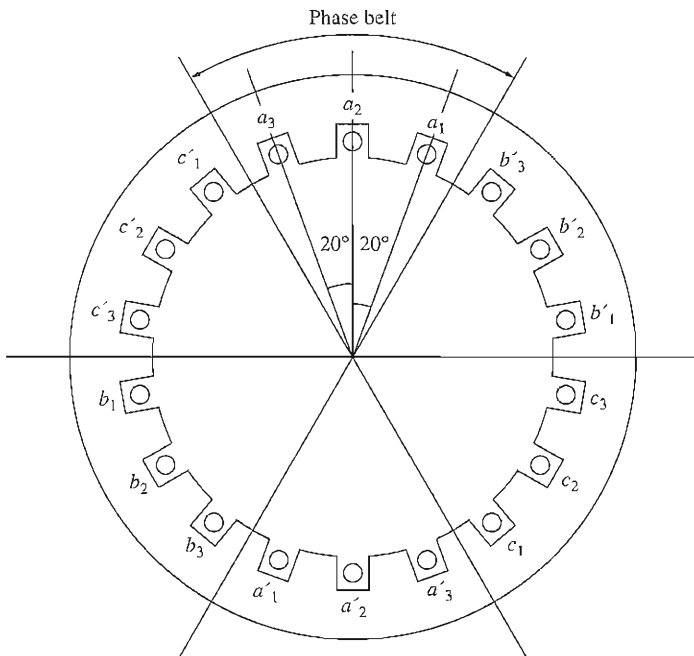 Phase belt
a₂
a₃
a₁
c′₁
b′₃
c′₂
b′₂
20°
20°
c′₃
b′₁
b₁
c₃
b₂
c₂
b₃
c₁
a′₁
a′₂
a′₃